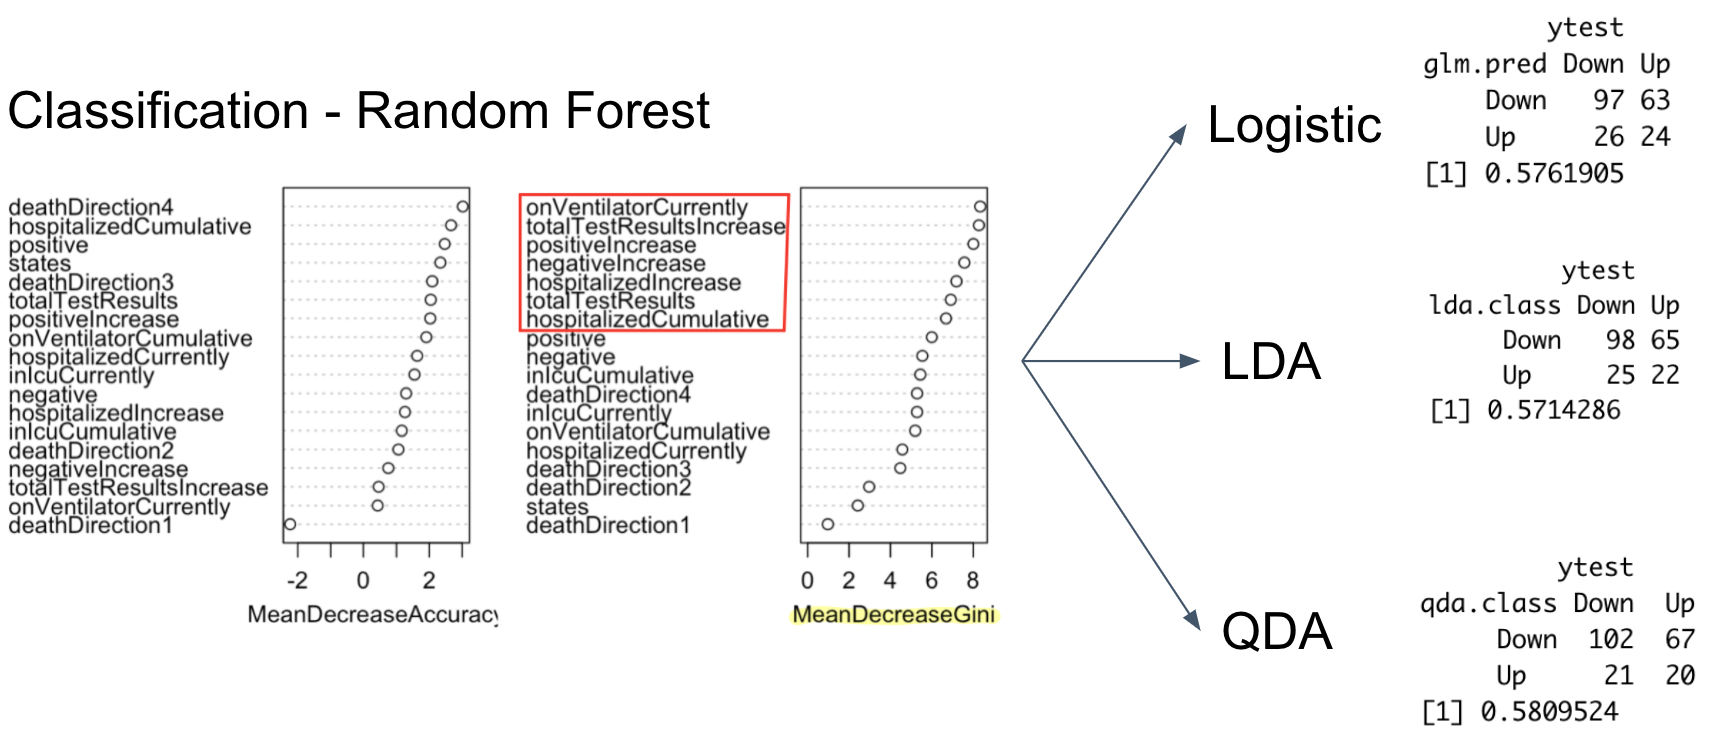 Classification - Random Forest
deathDirection4
hospitalizedCumulative
positive
states
deathDirection3
totalTestResults
positiveIncrease
onVentilatorCumulative
hospitalizedCurrently
inIcuCurrently
negative
hospitalizedIncrease
inIcuCumulative
deathDirection2
negativeIncrease
totalTestResultsIncrease
onVentilatorCurrently
deathDirection1
-2 0 2
MeanDecreaseAccuracy
onVentilatorCurrently
totalTestResultsIncrease
positiveIncrease
negativeIncrease
hospitalizedIncrease
totalTestResults
hospitalizedCumulative
positive
negative
inIcuCumulative
deathDirection4
inIcuCurrently
onVentilatorCumulative
hospitalizedCurrently
deathDirection3
deathDirection2
states
deathDirection1
0 2 4 6 8
MeanDecreaseGini
Logistic
ytest
glm.pred Down Up
Down 97 63
Up 26 24
[1] 0.5761905
LDA
ytest
lda.class Down Up
Down 98 65
Up 25 22
[1] 0.5714286
QDA
ytest
qda.class Down Up
Down 102 67
Up 21 20
[1] 0.5809524